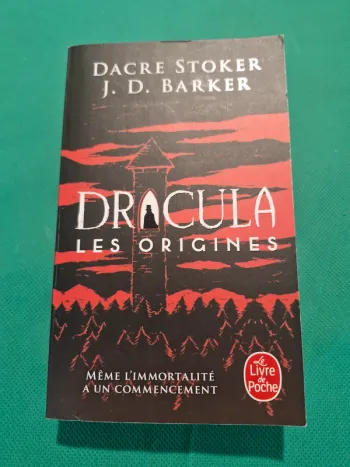 DACRE STOKER
J. D. BARKER
DRACULA
LES ORIGINES
MÊME L'IMMORTALITÉ
A UN COMMENCEMENT
Le
Livre
de
Poche